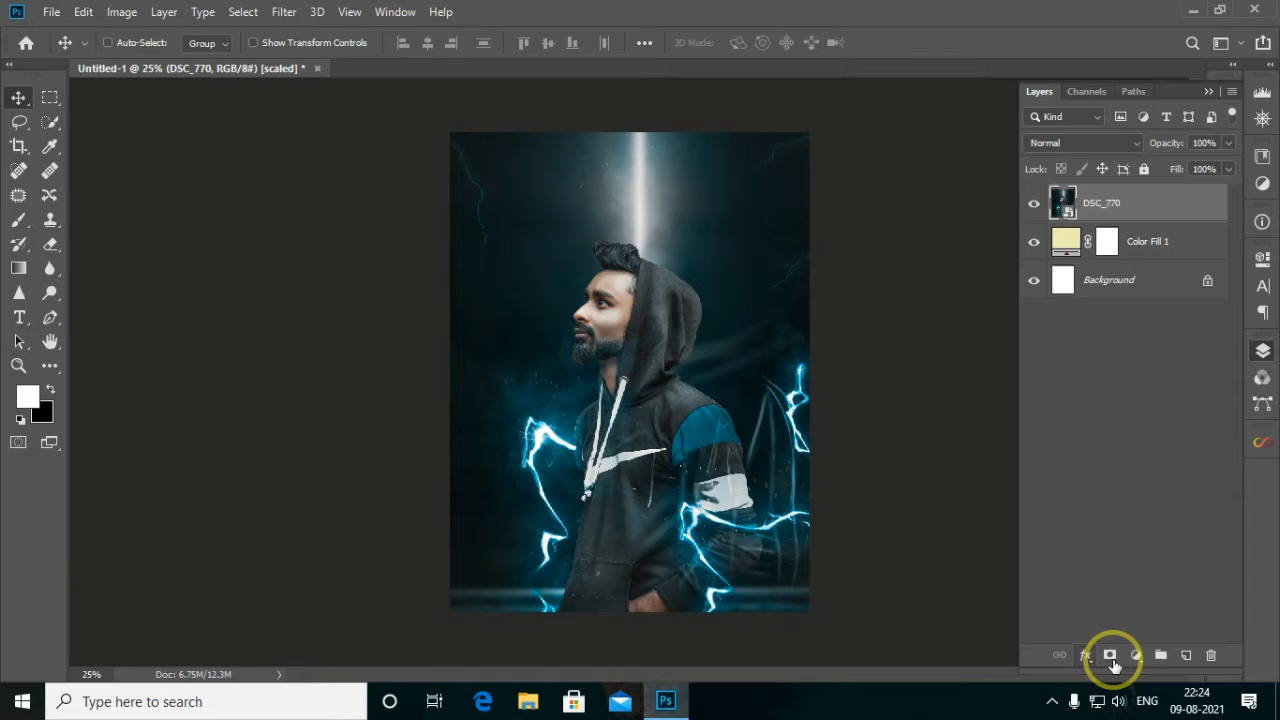 Ps File Edit Image Layer Type Select Filter 3D View Window Help
Auto-Select: Group Show Transform Controls 3D Mode:
Untitled-1 @ 25% (DSC_770, RGB/8#) [scaled] *
Layers Channels Paths
Kind
Normal Opacity: 100%
Lock: Fill: 100%
DSC_770
Color Fill 1
Background
fx
25% Doc: 6.75M/12.3M
Type here to search
Ps
ENG
22:24
09-08-2021